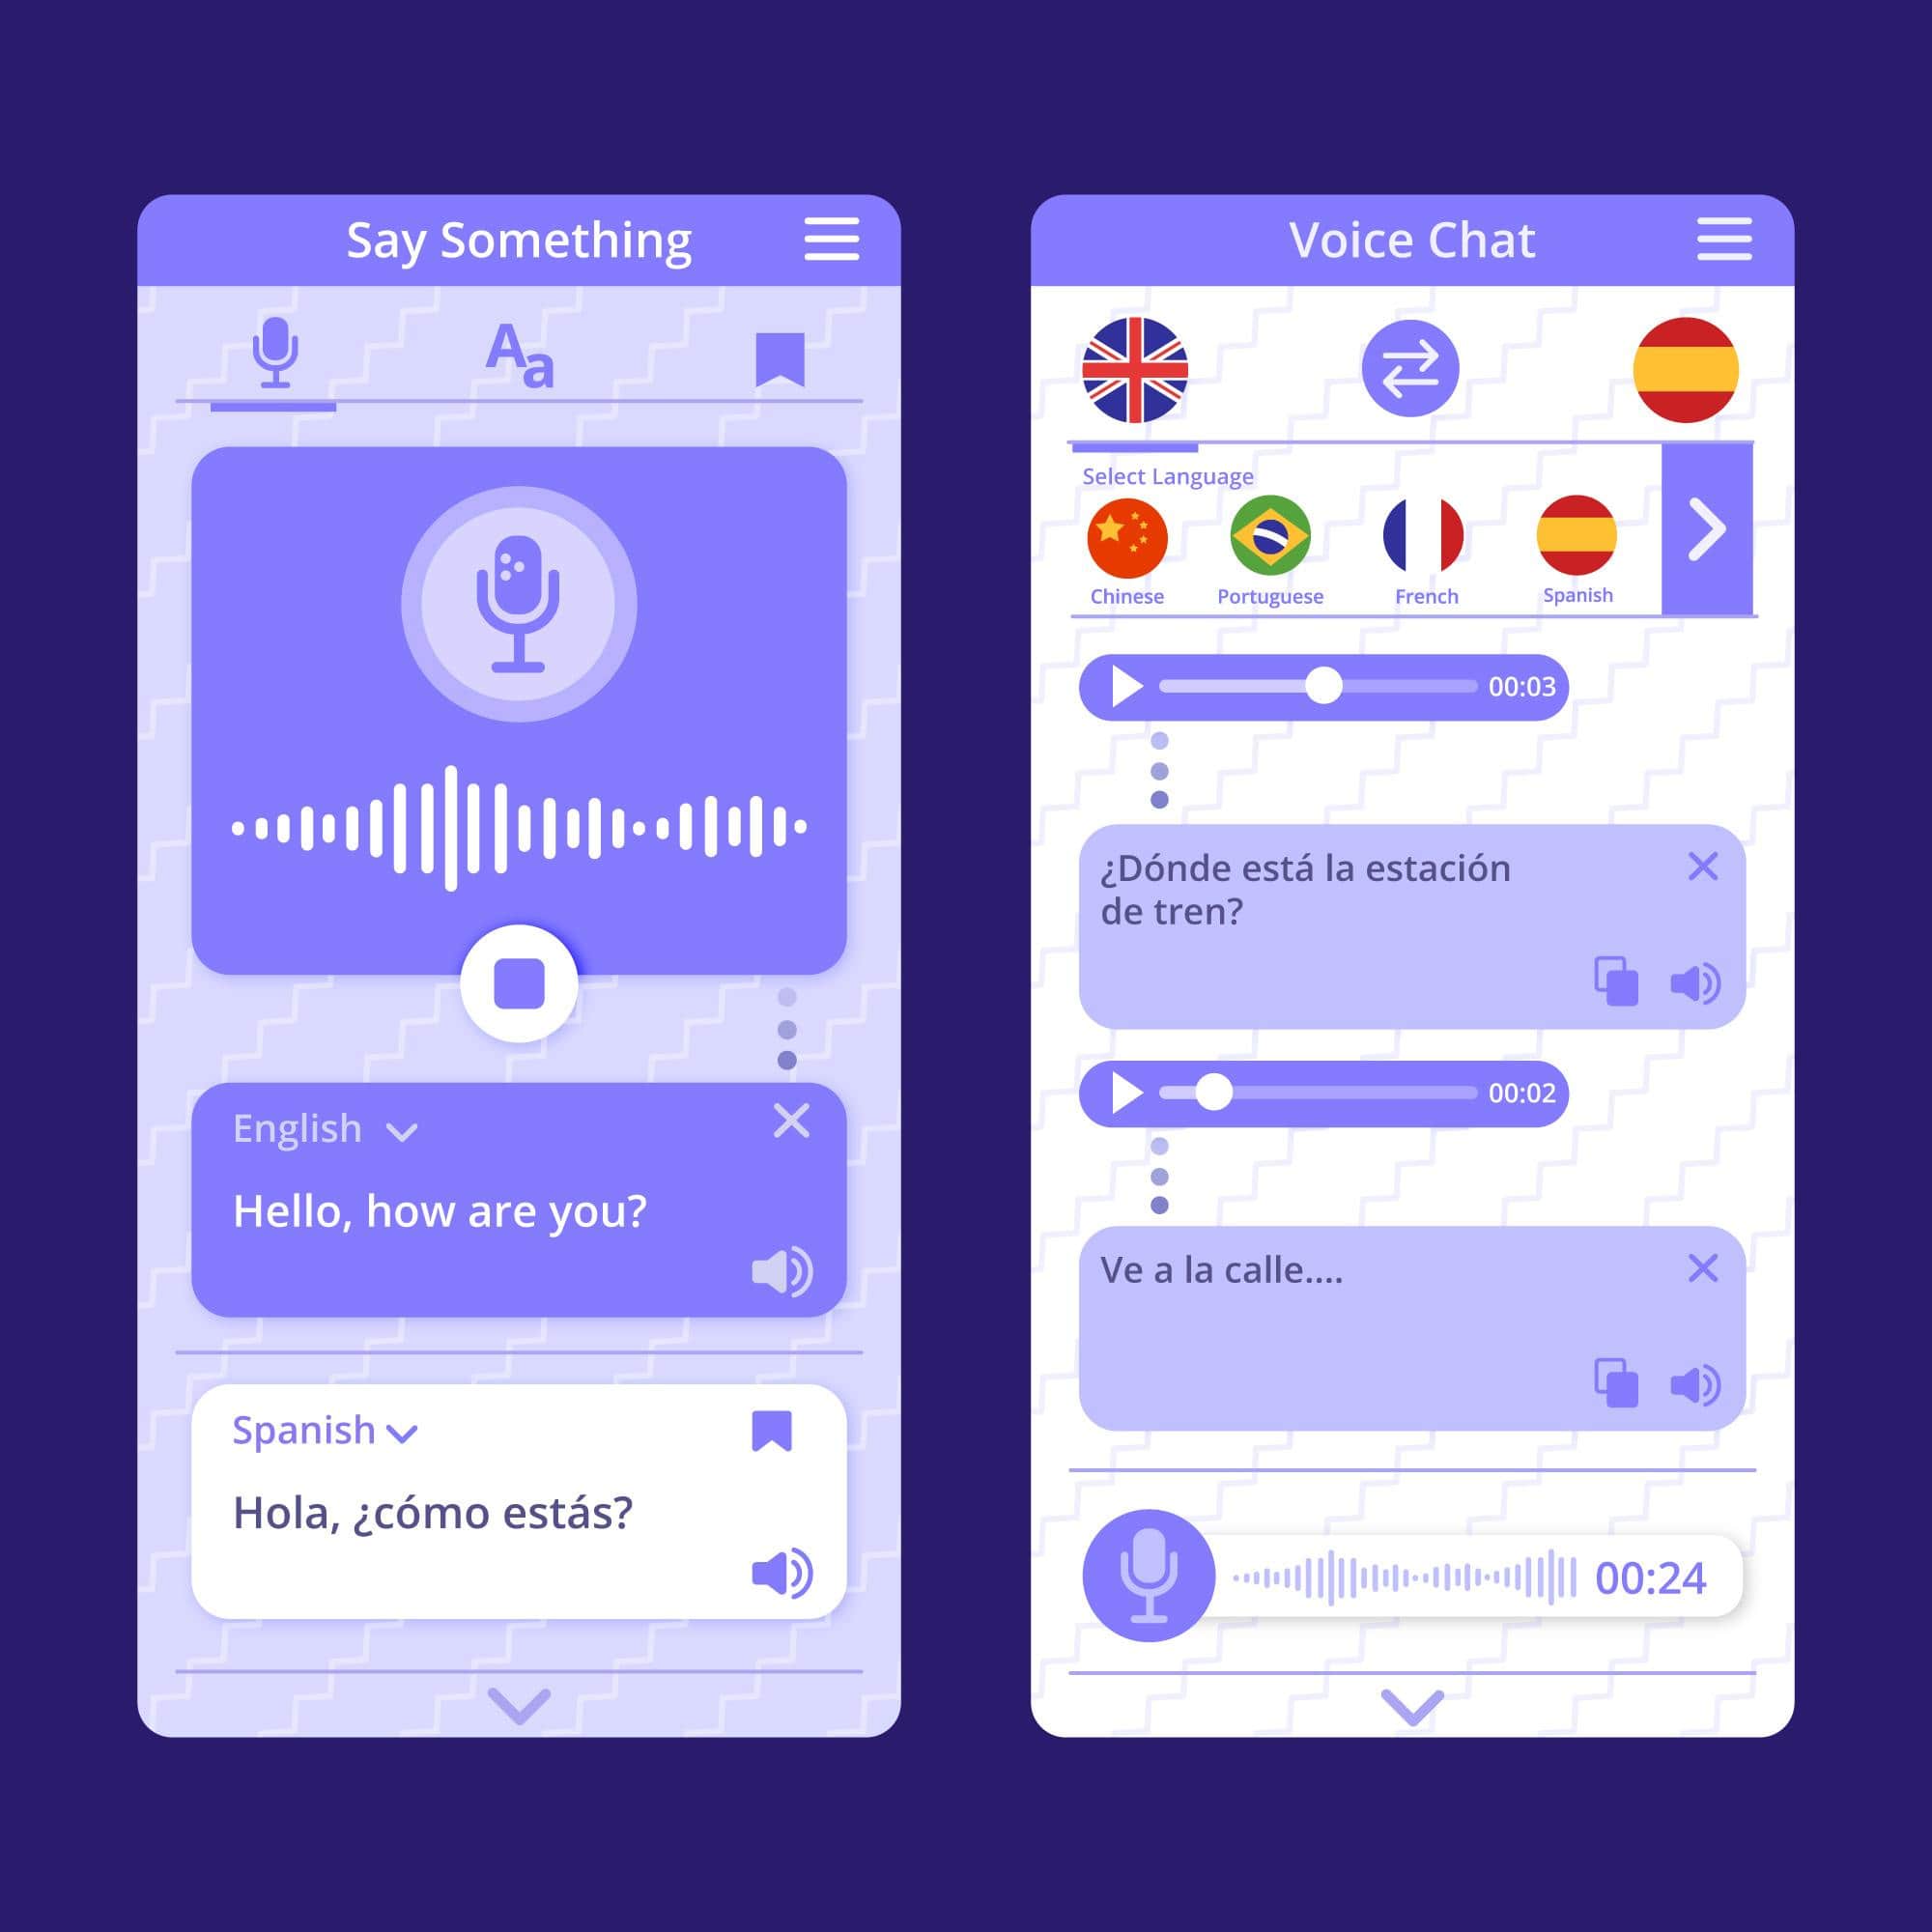 Say Something
Aa
English
Hello, how are you?
Spanish
Hola, ¿cómo estás?
Voice Chat
Select Language
Chinese
Portuguese
French
Spanish
00:03
¿Dónde está la estación
de tren?
00:02
Ve a la calle....
00:24